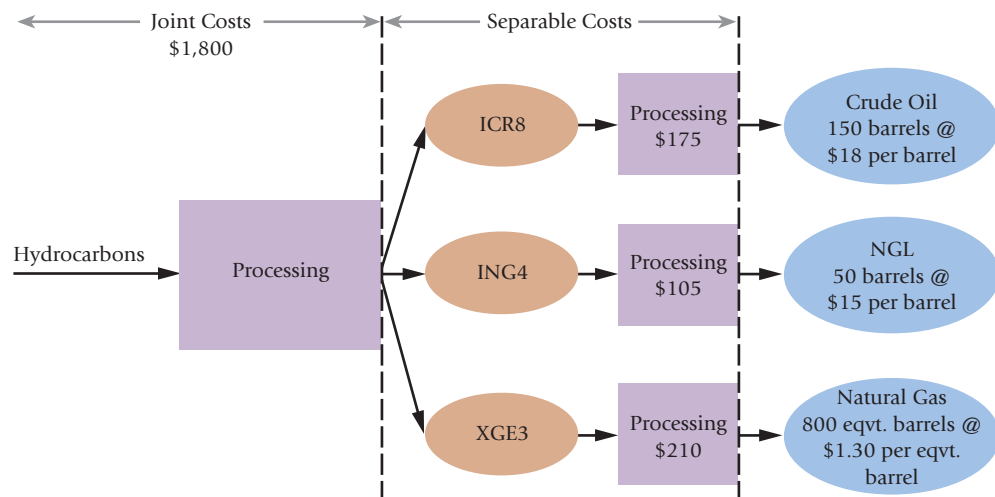 Joint Costs
$1,800
Separable Costs
ICR8
Processing
$175
Crude Oil
150 barrels @
$18 per barrel
Hydrocarbons
Processing
ING4
Processing
$105
NGL
50 barrels @
$15 per barrel
XGE3
Processing
$210
Natural Gas
800 eqvt. barrels @
$1.30 per eqvt.
barrel